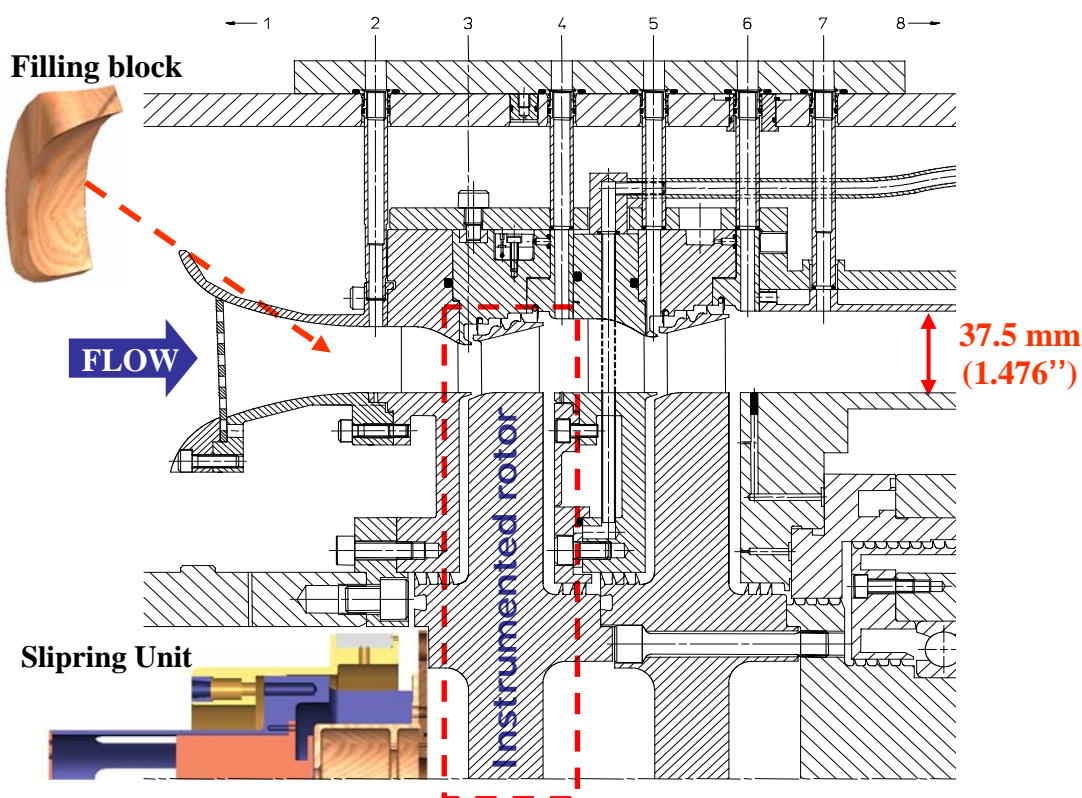 1 2 3 4 5 6 7 8
Filling block
FLOW
37.5 mm
(1.476’’)
Instrumented rotor
Slipring Unit